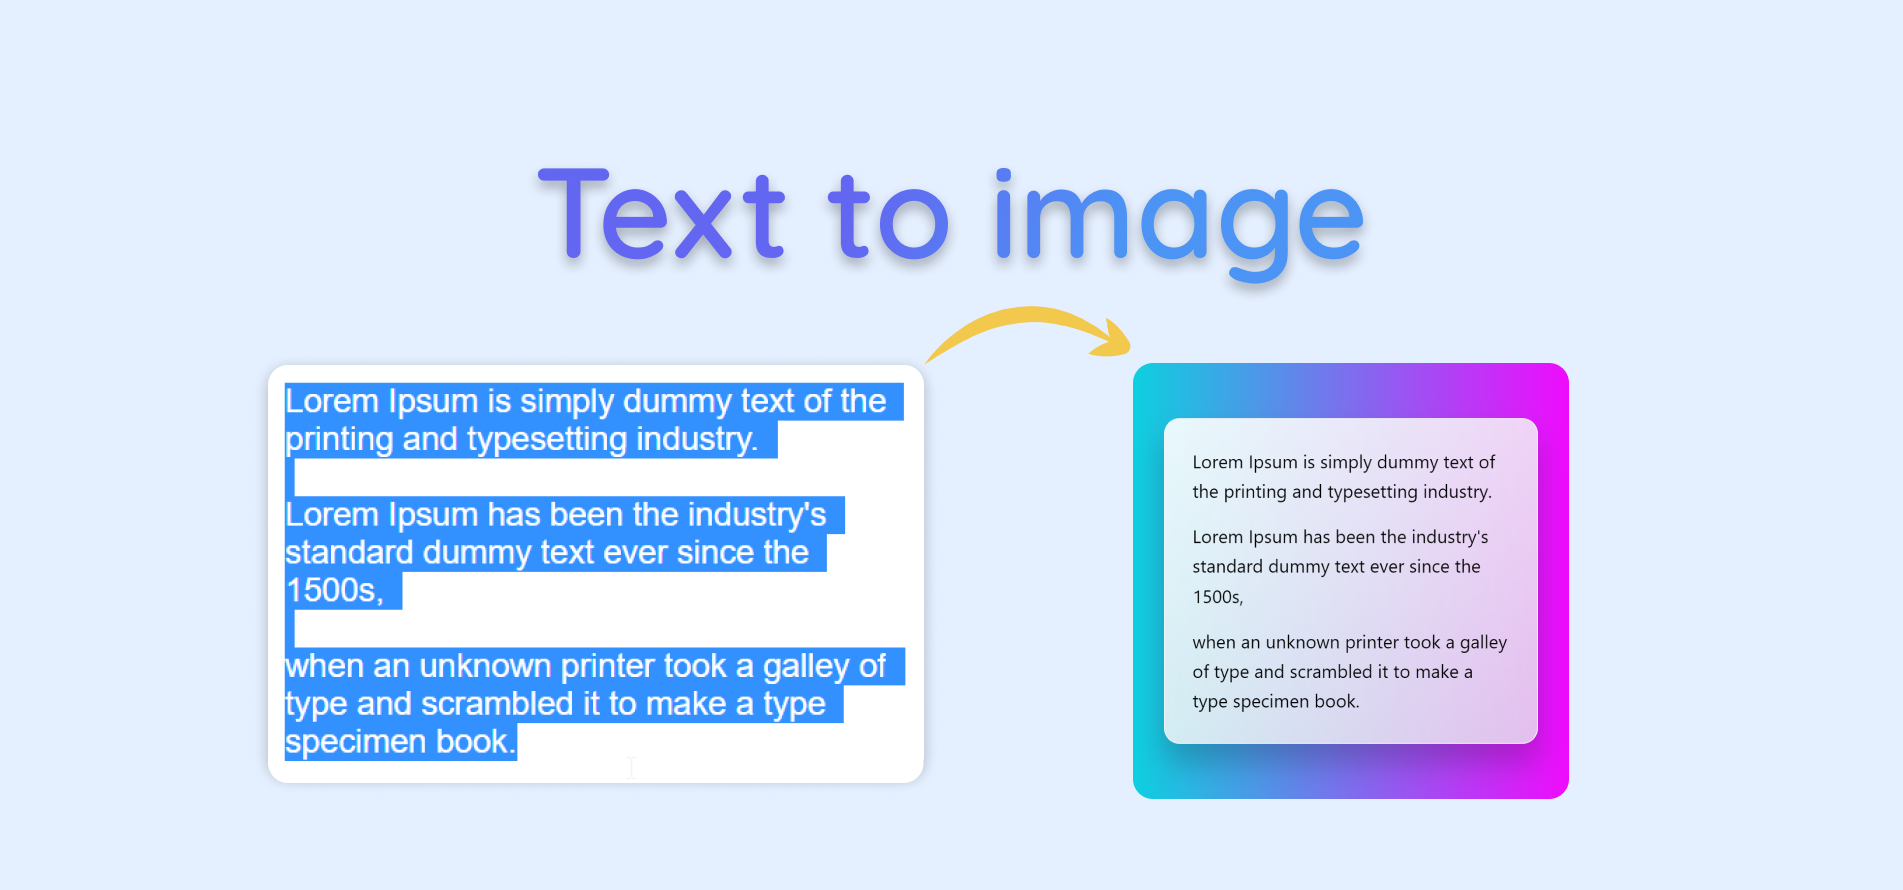 Text to image
Lorem Ipsum is simply dummy text of the
printing and typesetting industry.
Lorem Ipsum has been the industry's
standard dummy text ever since the
1500s,
when an unknown printer took a galley of
type and scrambled it to make a type
specimen book.
Lorem Ipsum is simply dummy text of
the printing and typesetting industry.
Lorem Ipsum has been the industry's
standard dummy text ever since the
1500s,
when an unknown printer took a galley
of type and scrambled it to make a
type specimen book.